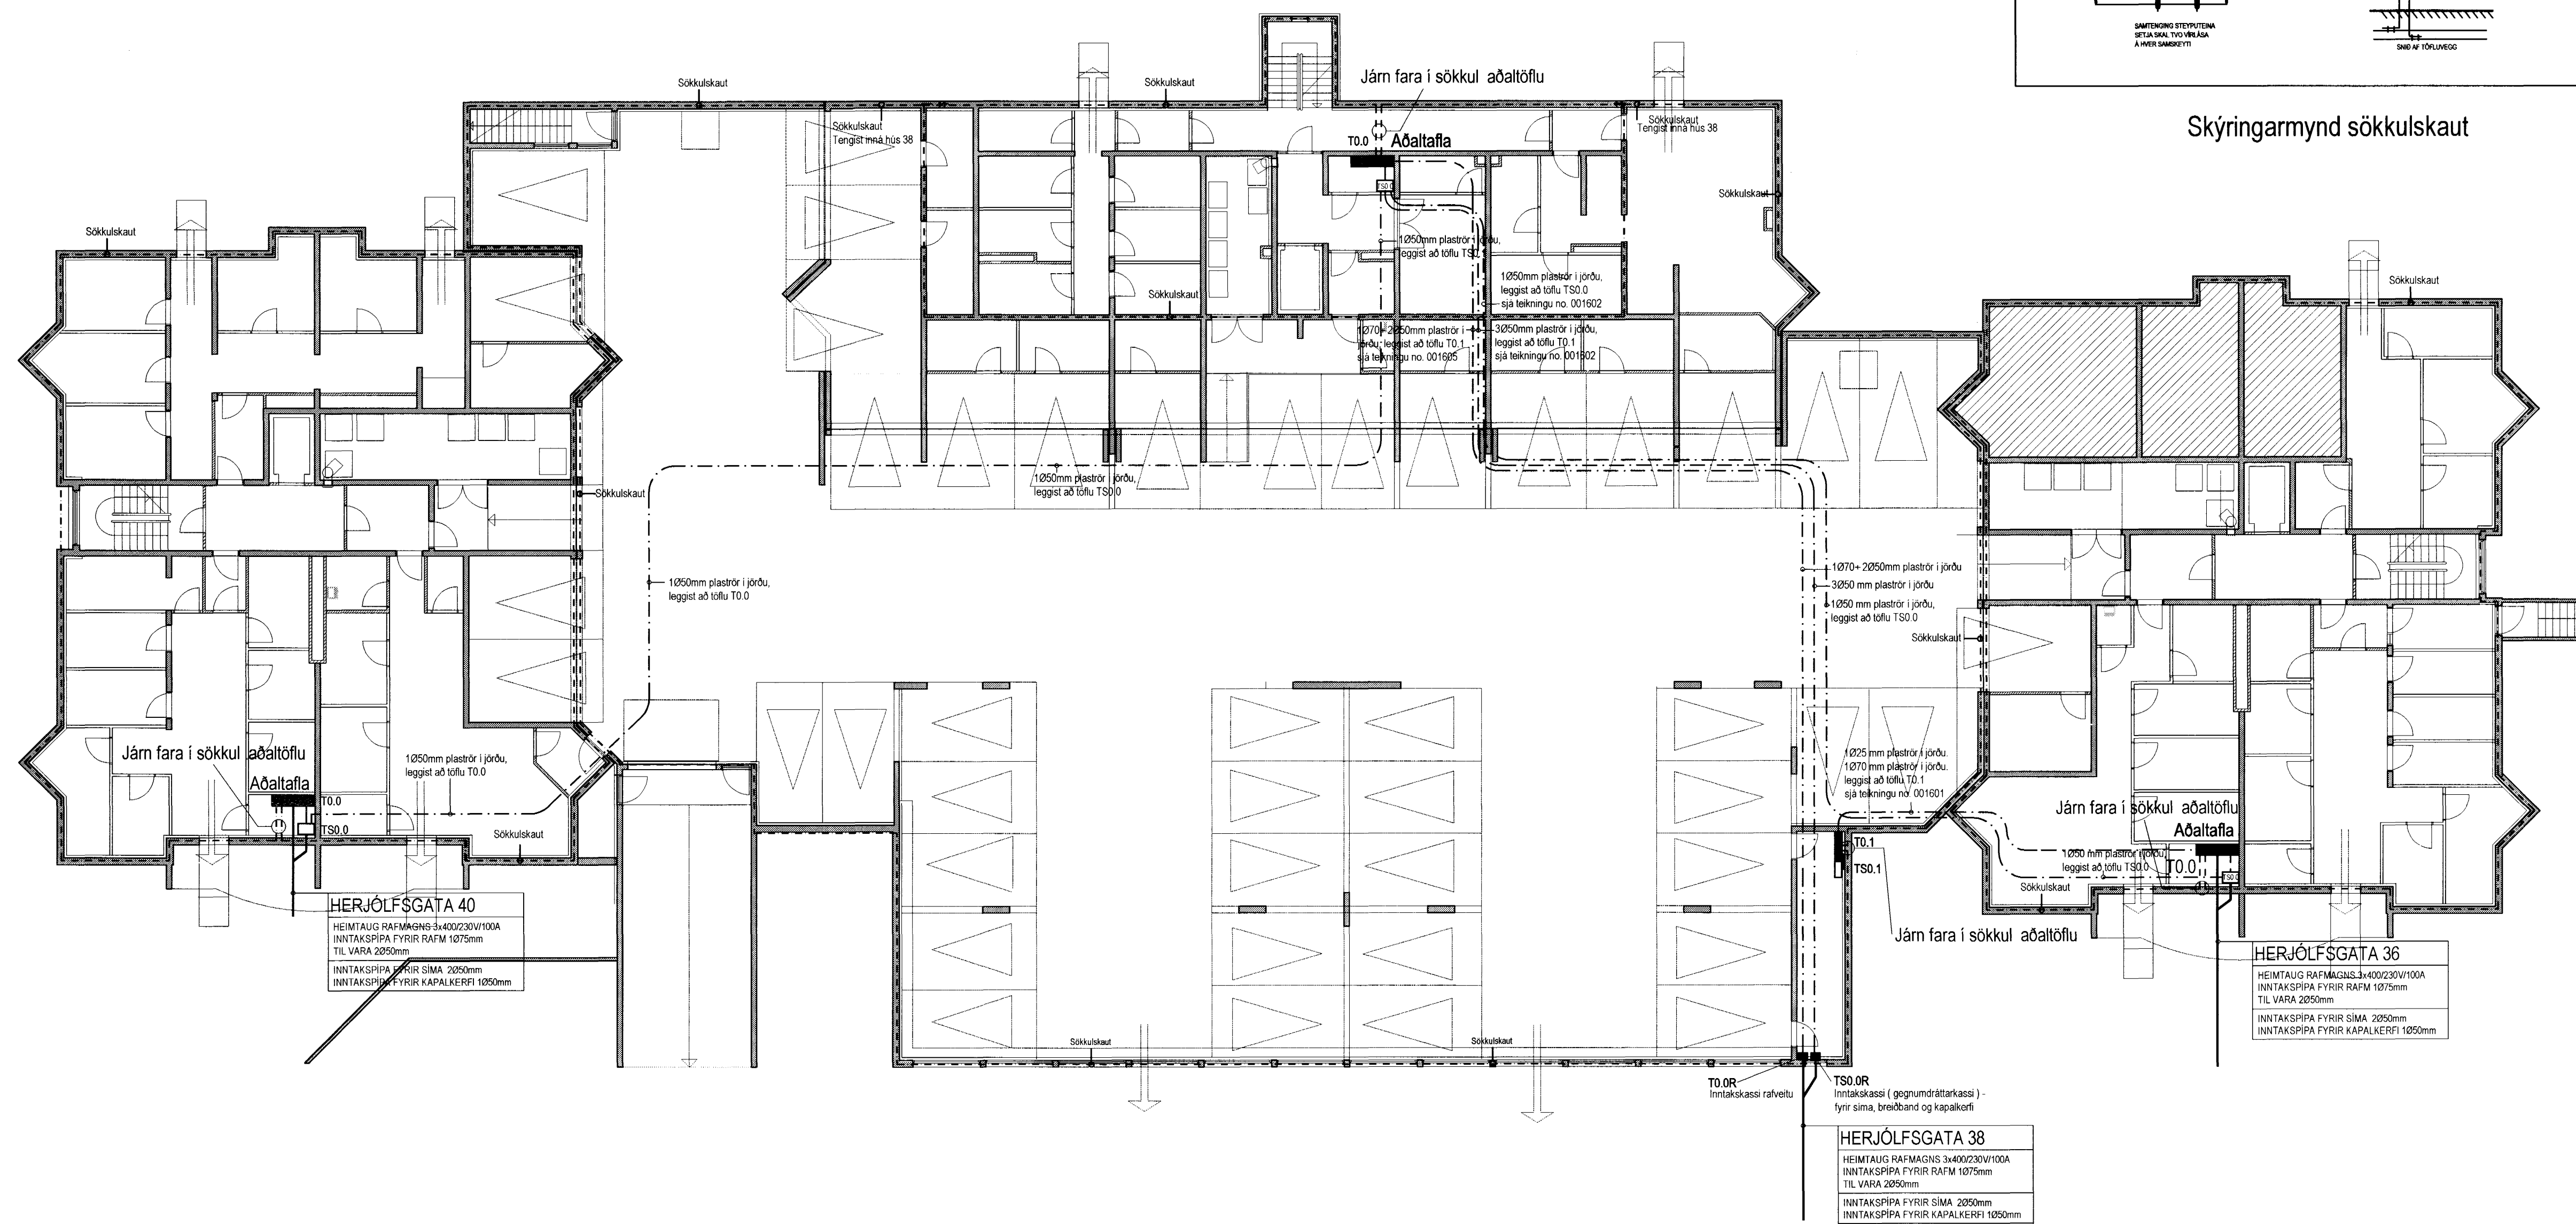 SAMTENGING STEYPUTEINA
SETJA SKAL TVO VÍRLÁSA
Á HVER SAMSKEYTI
SNIÐ AF TÖFLUVEGG
Skýringarmynd sökkulskaut
Sökkulskaut
Sökkulskaut
Járn fara í sökkul aðaltöflu
Sökkulskaut
Tengist inná hús 38
T0.0
Aðaltafla
Sökkulskaut
Tengist inná hús 38
TS0.0
Sökkulskaut
Sökkulskaut
Sökkulskaut
1Ø50mm plaströr í jörðu,
leggist að töflu TS0.
1Ø50mm plaströr í jörðu,
leggist að töflu TS0.0
sjá teikningu no. 001602
Sökkulskaut
1Ø70+ 2Ø50mm plaströr í
jörðu, leggist að töflu T0.1
sjá teikningu no. 001605
3Ø50mm plaströr í jörðu,
leggist að töflu T0.1
sjá teikningu no. 001602
1Ø50mm plaströr í jörðu,
leggist að töflu TS0.0
Sökkulskaut
1Ø50mm plaströr í jörðu,
leggist að töflu T0.0
1Ø70+ 2Ø50mm plaströr í jörðu
3Ø50 mm plaströr í jörðu
1Ø50 mm plaströr í jörðu,
leggist að töflu TS0.0
Sökkulskaut
Járn fara í sökkul aðaltöflu
Aðaltafla
T0.0
TS0.0
1Ø50mm plaströr í jörðu,
leggist að töflu T0.0
Sökkulskaut
1Ø25 mm plaströr í jörðu.
1Ø70 mm plaströr í jörðu.
leggist að töflu T0.1
sjá teikningu no. 001601
Járn fara í sökkul aðaltöflu
Aðaltafla
T0.1
TS0.1
1Ø50 mm plaströr í jörðu,
leggist að töflu TS0.0
T0.0
TS0.0
Sökkulskaut
Járn fara í sökkul aðaltöflu
HERJÓLFSGATA 40
HEIMTAUG RAFMAGNS 3x400/230V/100A
INNTAKSPÍPA FYRIR RAFM 1Ø75mm
TIL VARA 2Ø50mm
INNTAKSPÍPA FYRIR SÍMA 2Ø50mm
INNTAKSPÍPA FYRIR KAPALKERFI 1Ø50mm
HERJÓLFSGATA 36
HEIMTAUG RAFMAGNS 3x400/230V/100A
INNTAKSPÍPA FYRIR RAFM 1Ø75mm
TIL VARA 2Ø50mm
INNTAKSPÍPA FYRIR SÍMA 2Ø50mm
INNTAKSPÍPA FYRIR KAPALKERFI 1Ø50mm
Sökkulskaut
Sökkulskaut
T0.0R
Inntakskassi rafveitu
TS0.0R
Inntakskassi ( gegnumdráttarkassi ) -
fyrir síma, breiðband og kapalkerfi
HERJÓLFSGATA 38
HEIMTAUG RAFMAGNS 3x400/230V/100A
INNTAKSPÍPA FYRIR RAFM 1Ø75mm
TIL VARA 2Ø50mm
INNTAKSPÍPA FYRIR SÍMA 2Ø50mm
INNTAKSPÍPA FYRIR KAPALKERFI 1Ø50mm